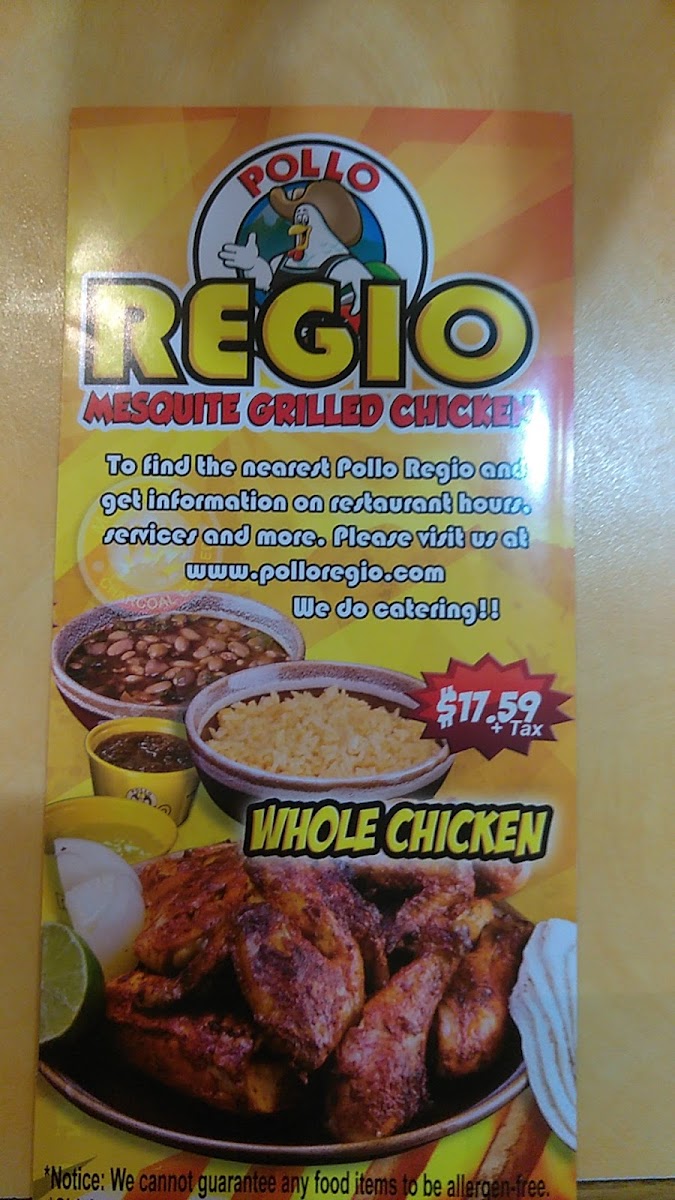 POLLO
REGIO
MESQUITE GRILLED CHICKEN
To find the nearest Pollo Regio and
get information on restaurant hours,
services and more. Please visit us at
www.polloregio.com
We do catering!!
CHARCOAL
$17.59
+ Tax
WHOLE CHICKEN
*Notice: We cannot guarantee any food items to be allergen-free.